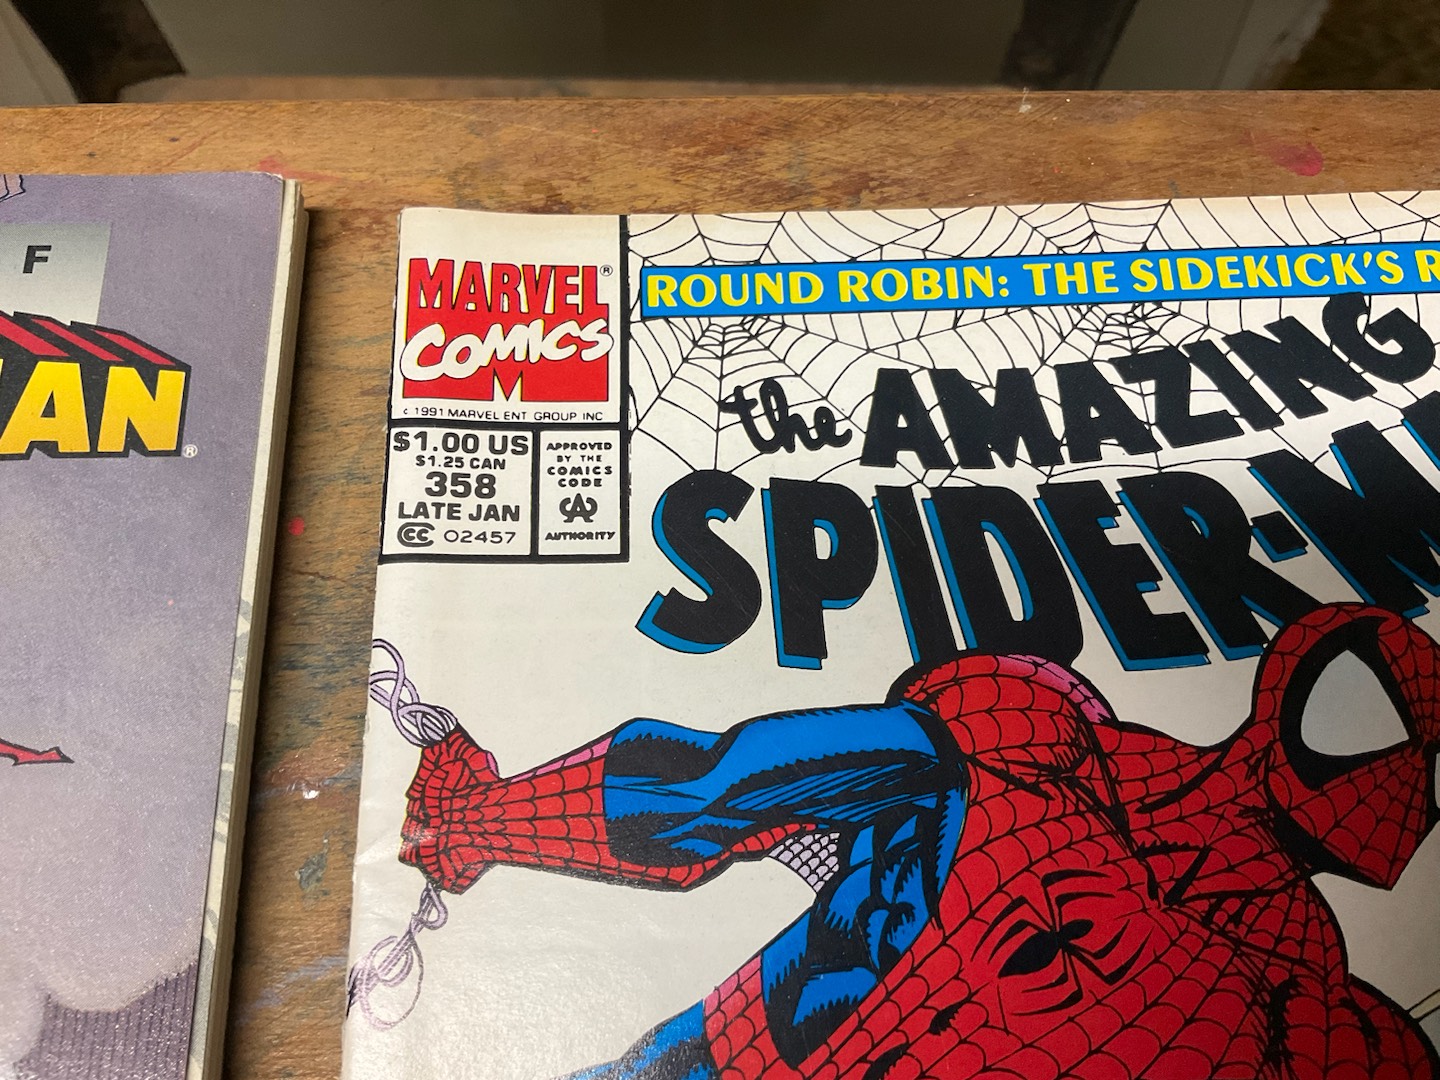 F
AN®
MARVEL®
COMICS
M
c 1991 MARVEL ENT GROUP INC
$1.00 US
$1.25 CAN
358
LATE JAN
CC 02457
APPROVED
BY THE
COMICS
CODE
CA
AUTHORITY
ROUND ROBIN: THE SIDEKICK'S R
the AMAZING
SPIDER-M